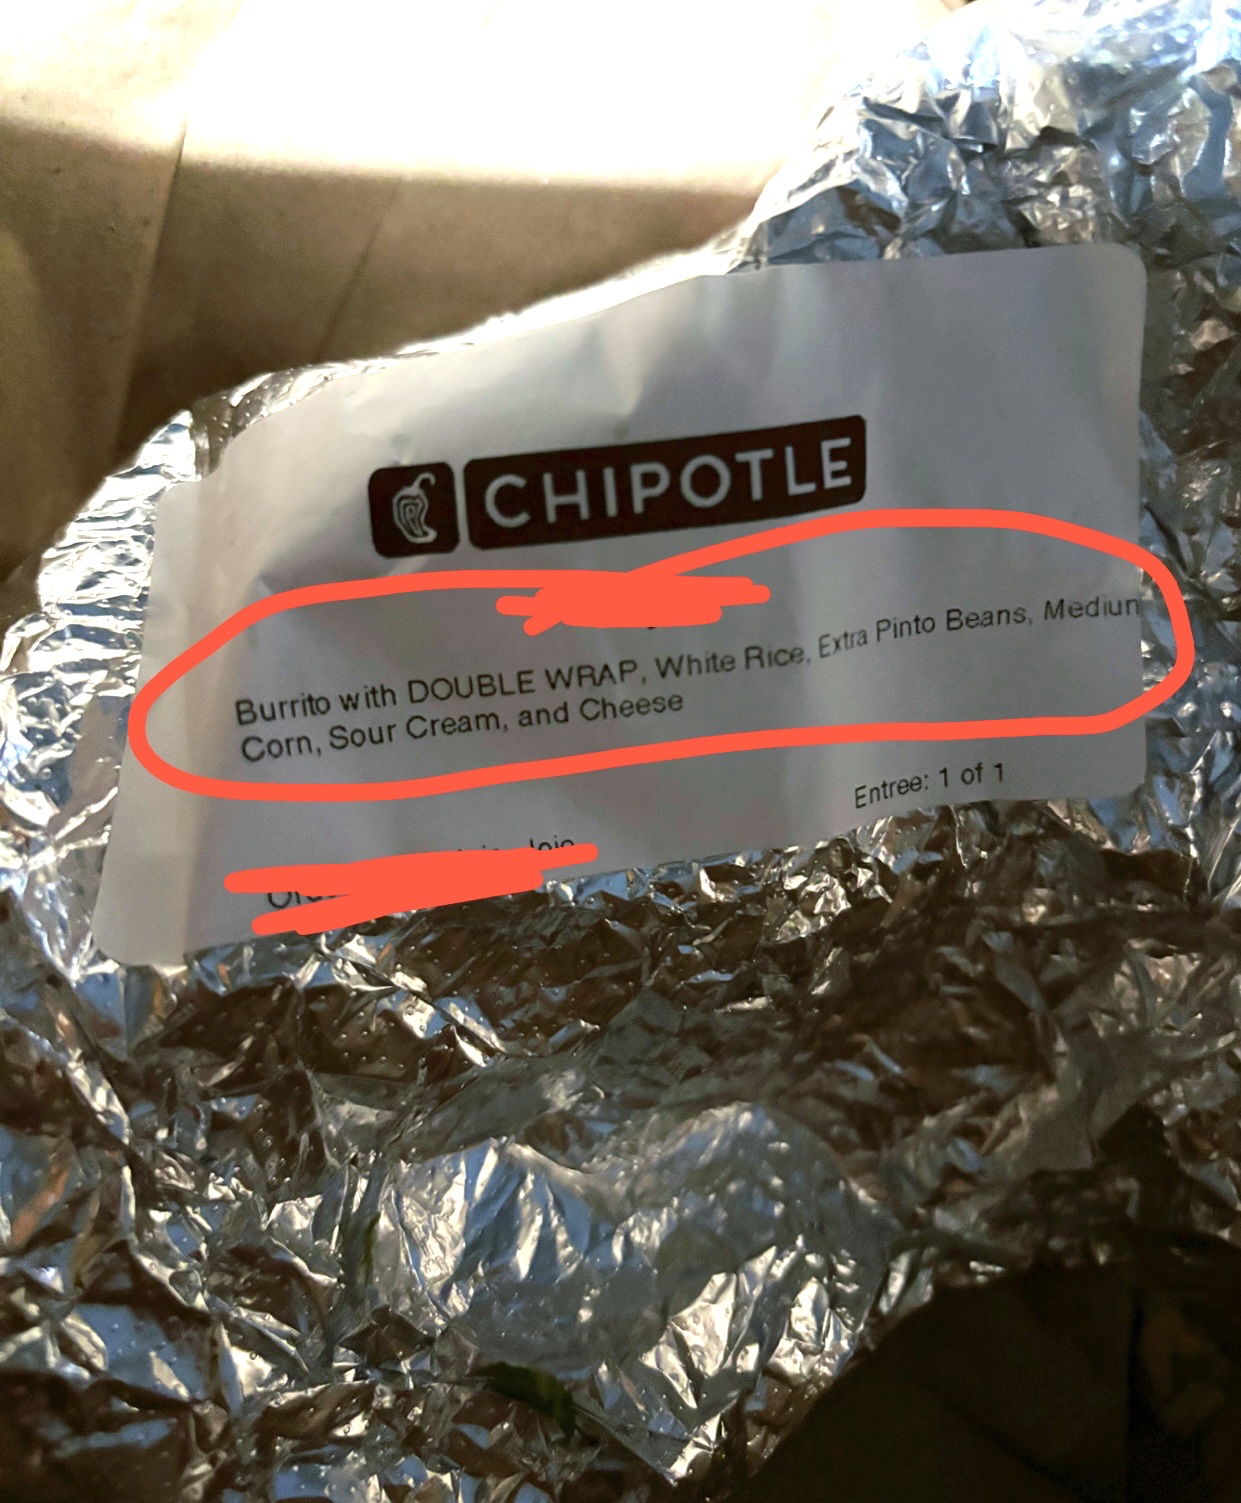 CHIPOTLE
Burrito with DOUBLE WRAP, White Rice, Extra Pinto Beans, Mediun
Corn, Sour Cream, and Cheese
Entree: 1 of 1